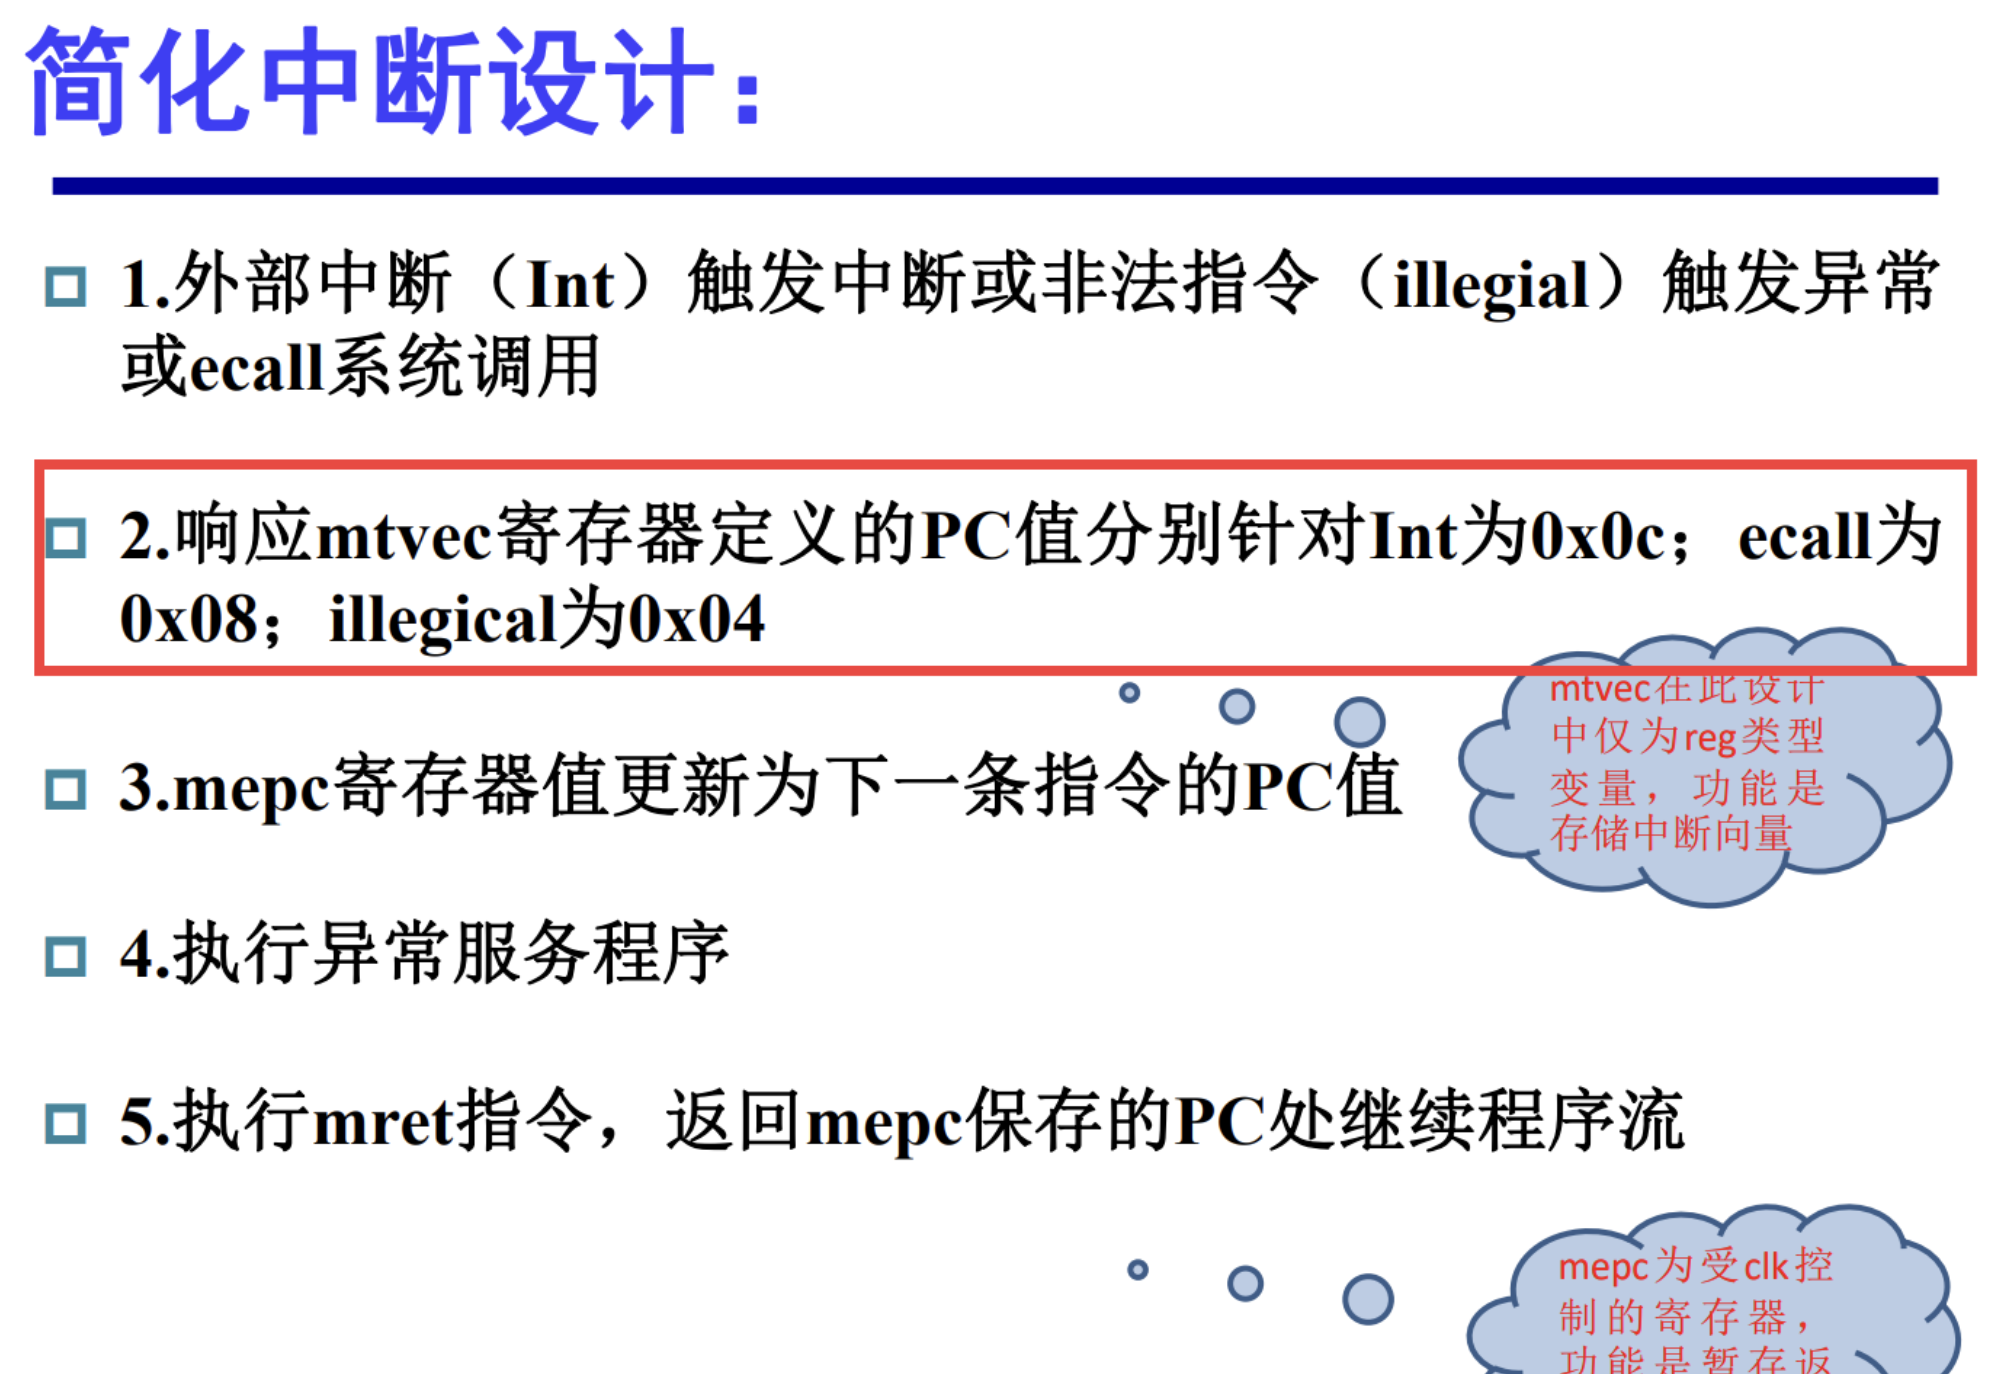 简化中断设计：
1.外部中断（Int）触发中断或非法指令（illegial）触发异常
或ecall系统调用
2.响应mtvec寄存器定义的PC值分别针对Int为0x0c；ecall为
0x08；illegical为0x04
mtvec在此设计
中仅为reg类型
变量，功能是
存储中断向量
3.mepc寄存器值更新为下一条指令的PC值
4.执行异常服务程序
5.执行mret指令，返回mepc保存的PC处继续程序流
mepc为受clk控
制的寄存器，
功能是暂存返